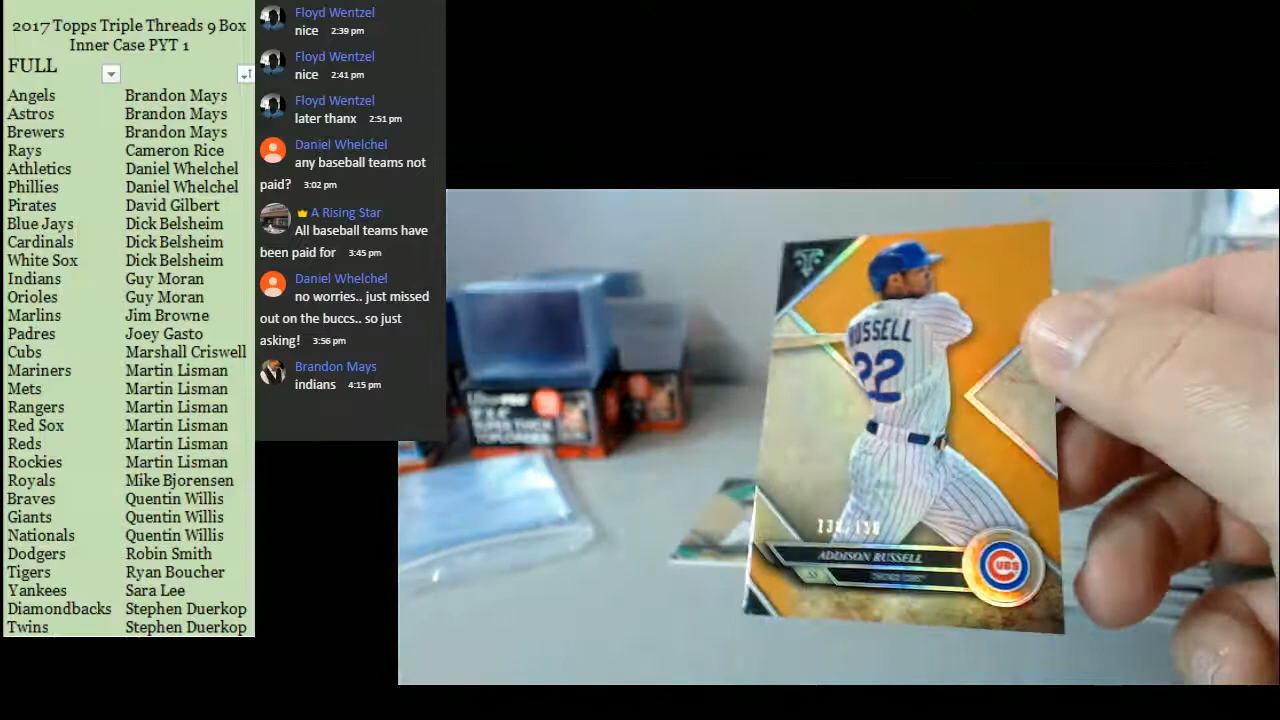 2017 Topps Triple Threads 9 Box
Inner Case PYT 1
FULL
Angels Brandon Mays
Astros Brandon Mays
Brewers Brandon Mays
Rays Cameron Rice
Athletics Daniel Whelchel
Phillies Daniel Whelchel
Pirates David Gilbert
Blue Jays Dick Belsheim
Cardinals Dick Belsheim
White Sox Dick Belsheim
Indians Guy Moran
Orioles Guy Moran
Marlins Jim Browne
Padres Joey Gasto
Cubs Marshall Criswell
Mariners Martin Lisman
Mets Martin Lisman
Rangers Martin Lisman
Red Sox Martin Lisman
Reds Martin Lisman
Rockies Martin Lisman
Royals Mike Bjorensen
Braves Quentin Willis
Giants Quentin Willis
Nationals Quentin Willis
Dodgers Robin Smith
Tigers Ryan Boucher
Yankees Sara Lee
Diamondbacks Stephen Duerkop
Twins Stephen Duerkop
Floyd Wentzel
nice 2:39 pm
Floyd Wentzel
nice 2:41 pm
Floyd Wentzel
later thanx 2:51 pm
Daniel Whelchel
any baseball teams not
paid? 3:02 pm
A Rising Star
All baseball teams have
been paid for 3:45 pm
Daniel Whelchel
no worries.. just missed
out on the buccs.. so just
asking! 3:56 pm
Brandon Mays
indians 4:15 pm
RUSSELL
22
ADDISON RUSSELL
CHICAGO CUBS
CUBS
SUPER THICK
TOPLOADERS